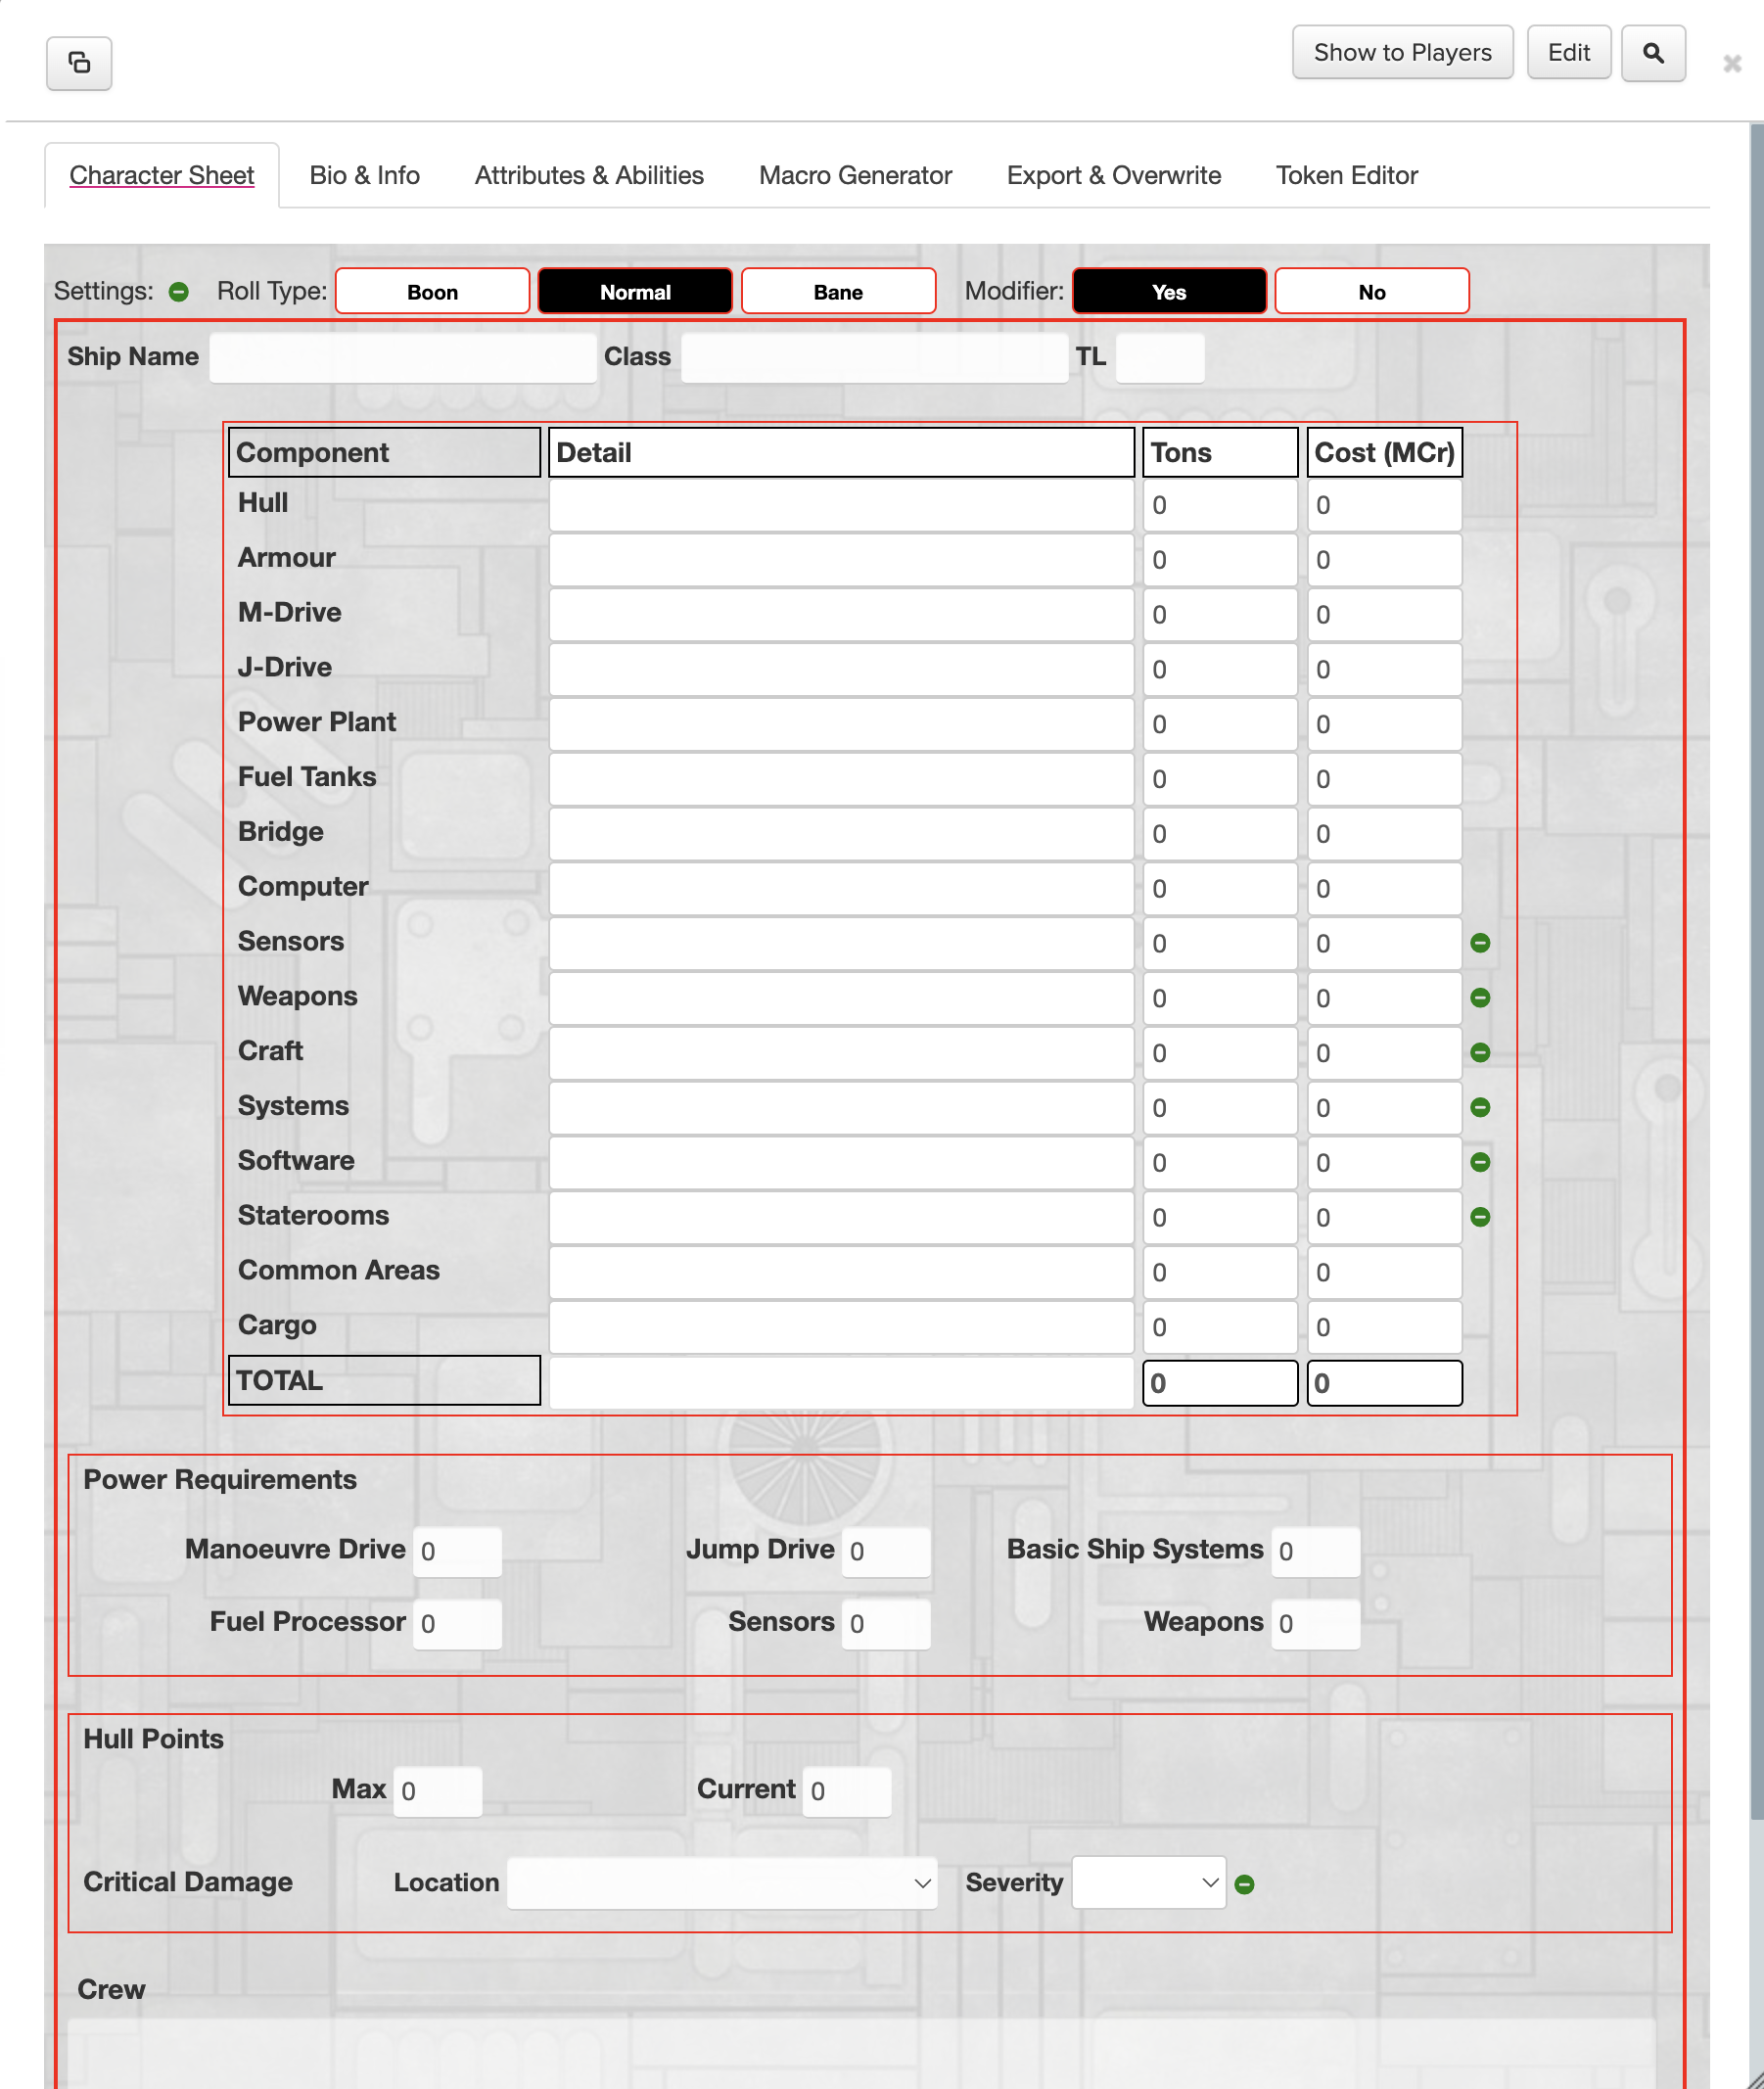 Show to Players Edit
Character Sheet Bio & Info Attributes & Abilities Macro Generator Export & Overwrite Token Editor
Settings: Roll Type: Boon Normal Bane Modifier: Yes No
Ship Name Class TL
Component Detail Tons Cost (MCr)
Hull 0 0
Armour 0 0
M-Drive 0 0
J-Drive 0 0
Power Plant 0 0
Fuel Tanks 0 0
Bridge 0 0
Computer 0 0
Sensors 0 0
Weapons 0 0
Craft 0 0
Systems 0 0
Software 0 0
Staterooms 0 0
Common Areas 0 0
Cargo 0 0
TOTAL 0 0
Power Requirements
Manoeuvre Drive 0 Jump Drive 0 Basic Ship Systems 0
Fuel Processor 0 Sensors 0 Weapons 0
Hull Points
Max 0 Current 0
Critical Damage Location Severity
Crew